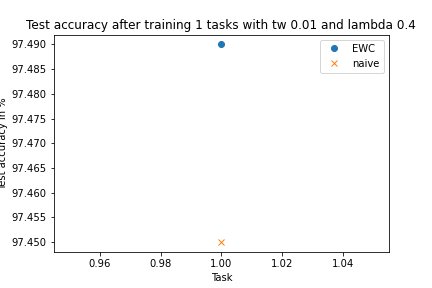 Test accuracy after training 1 tasks with tw 0.01 and lambda 0.4
97.490
97.485
97.480
97.475
97.470
97.465
97.460
97.455
97.450
Test accuracy in %
EWC
naive
0.96 0.98 1.00 1.02 1.04
Task